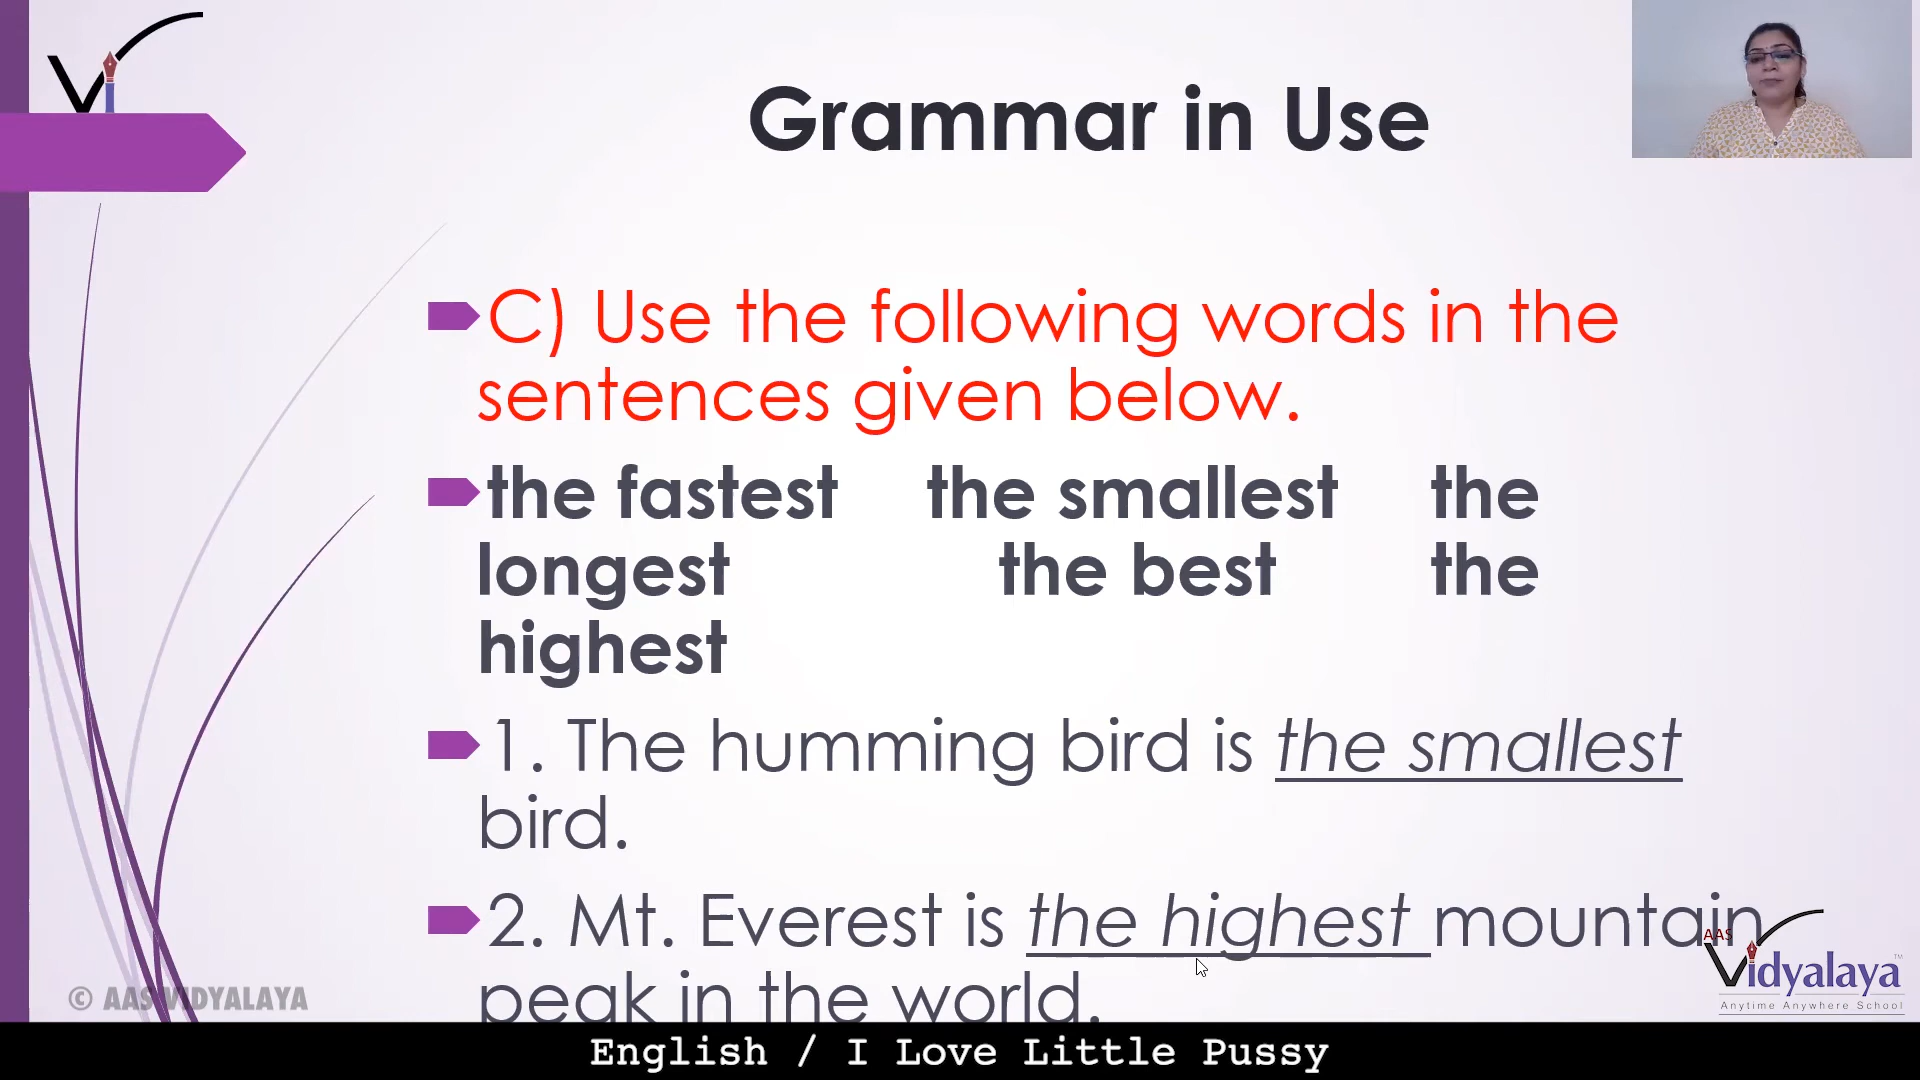 Vi
Grammar in Use
C) Use the following words in the
sentences given below.
the fastest the smallest the
longest the best the
highest
1. The humming bird is the smallest
bird.
2. Mt. Everest is the highest mountain
peak in the world.
AAS
Vidyalaya™
Anytime Anywhere School
© AAS VIDYALAYA
English / I Love Little Pussy